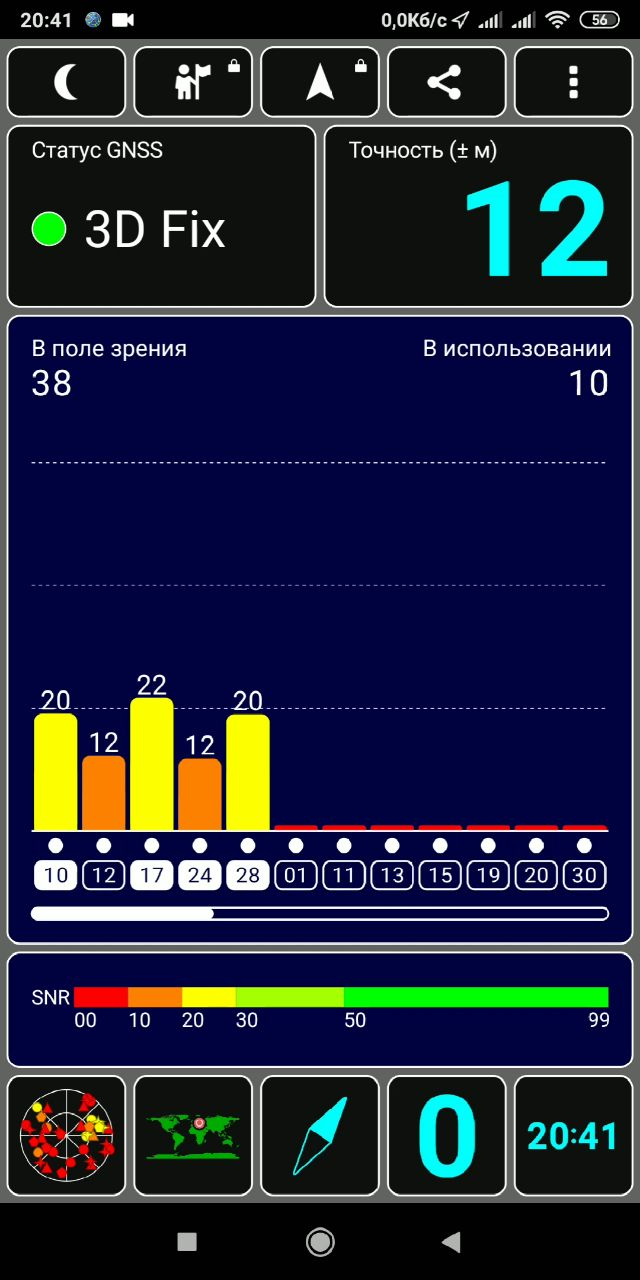 20:41 0,0Кб/с 56
Статус GNSS
3D Fix
Точность (± м)
12
В поле зрения
38
В использовании
10
20 12 22 12 20
10 12 17 24 28 01 11 13 15 19 20 30
SNR
00 10 20 30 50 99
0
20:41